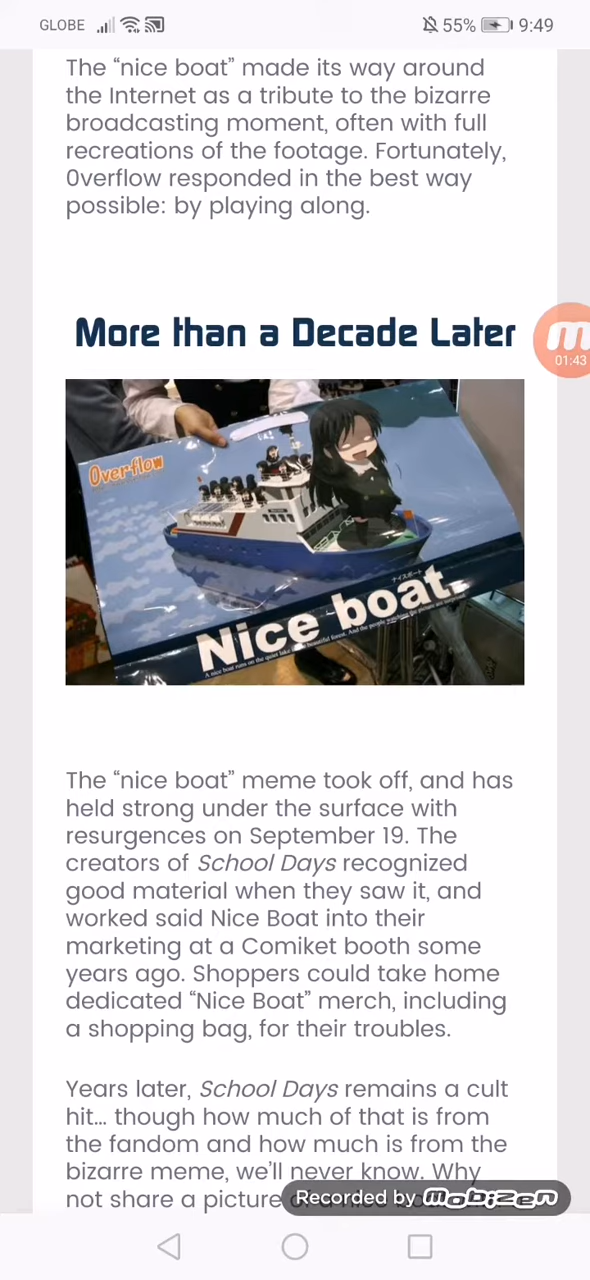 GLOBE 55% 9:49
The “nice boat” made its way around
the Internet as a tribute to the bizarre
broadcasting moment, often with full
recreations of the footage. Fortunately,
0verflow responded in the best way
possible: by playing along.
More than a Decade Later
01:43
Overflow
ナイスボート
Nice boat.
The “nice boat” meme took off, and has
held strong under the surface with
resurgences on September 19. The
creators of School Days recognized
good material when they saw it, and
worked said Nice Boat into their
marketing at a Comiket booth some
years ago. Shoppers could take home
dedicated “Nice Boat” merch, including
a shopping bag, for their troubles.
Years later, School Days remains a cult
hit… though how much of that is from
the fandom and how much is from the
bizarre meme, we’ll never know. Why
not share a picture
Recorded by Mobizen